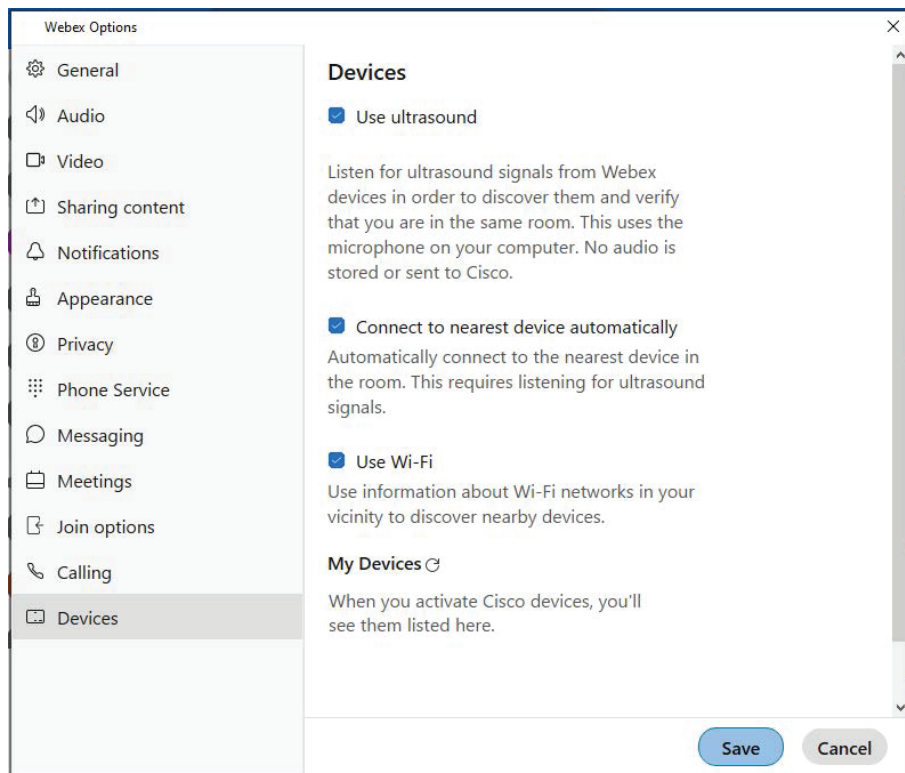 Webex Options
General
Audio
Video
Sharing content
Notifications
Appearance
Privacy
Phone Service
Messaging
Meetings
Join options
Calling
Devices
Devices
Use ultrasound
Listen for ultrasound signals from Webex
devices in order to discover them and verify
that you are in the same room. This uses the
microphone on your computer. No audio is
stored or sent to Cisco.
Connect to nearest device automatically
Automatically connect to the nearest device in
the room. This requires listening for ultrasound
signals.
Use Wi-Fi
Use information about Wi-Fi networks in your
vicinity to discover nearby devices.
My Devices
When you activate Cisco devices, you'll
see them listed here.
Save
Cancel